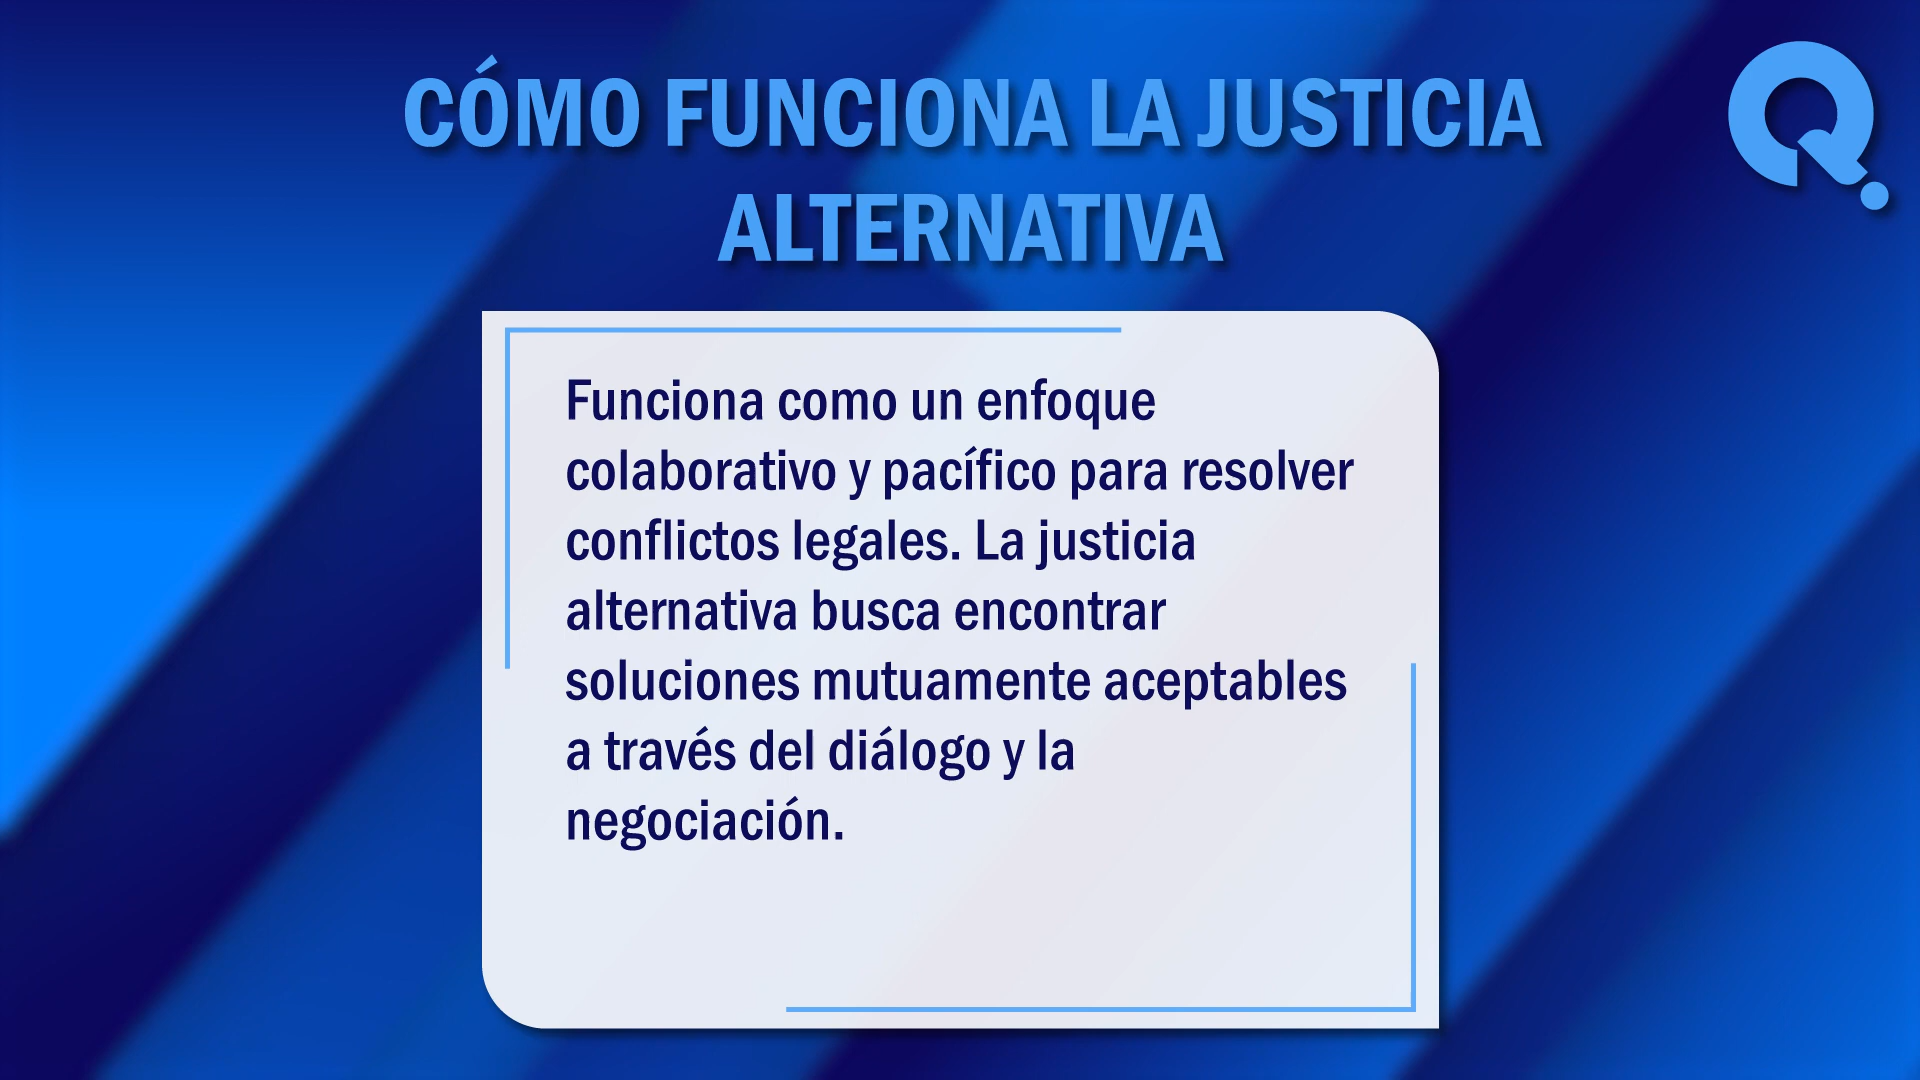 CÓMO FUNCIONA LA JUSTICIA
ALTERNATIVA
Funciona como un enfoque
colaborativo y pacífico para resolver
conflictos legales. La justicia
alternativa busca encontrar
soluciones mutuamente aceptables
a través del diálogo y la
negociación.